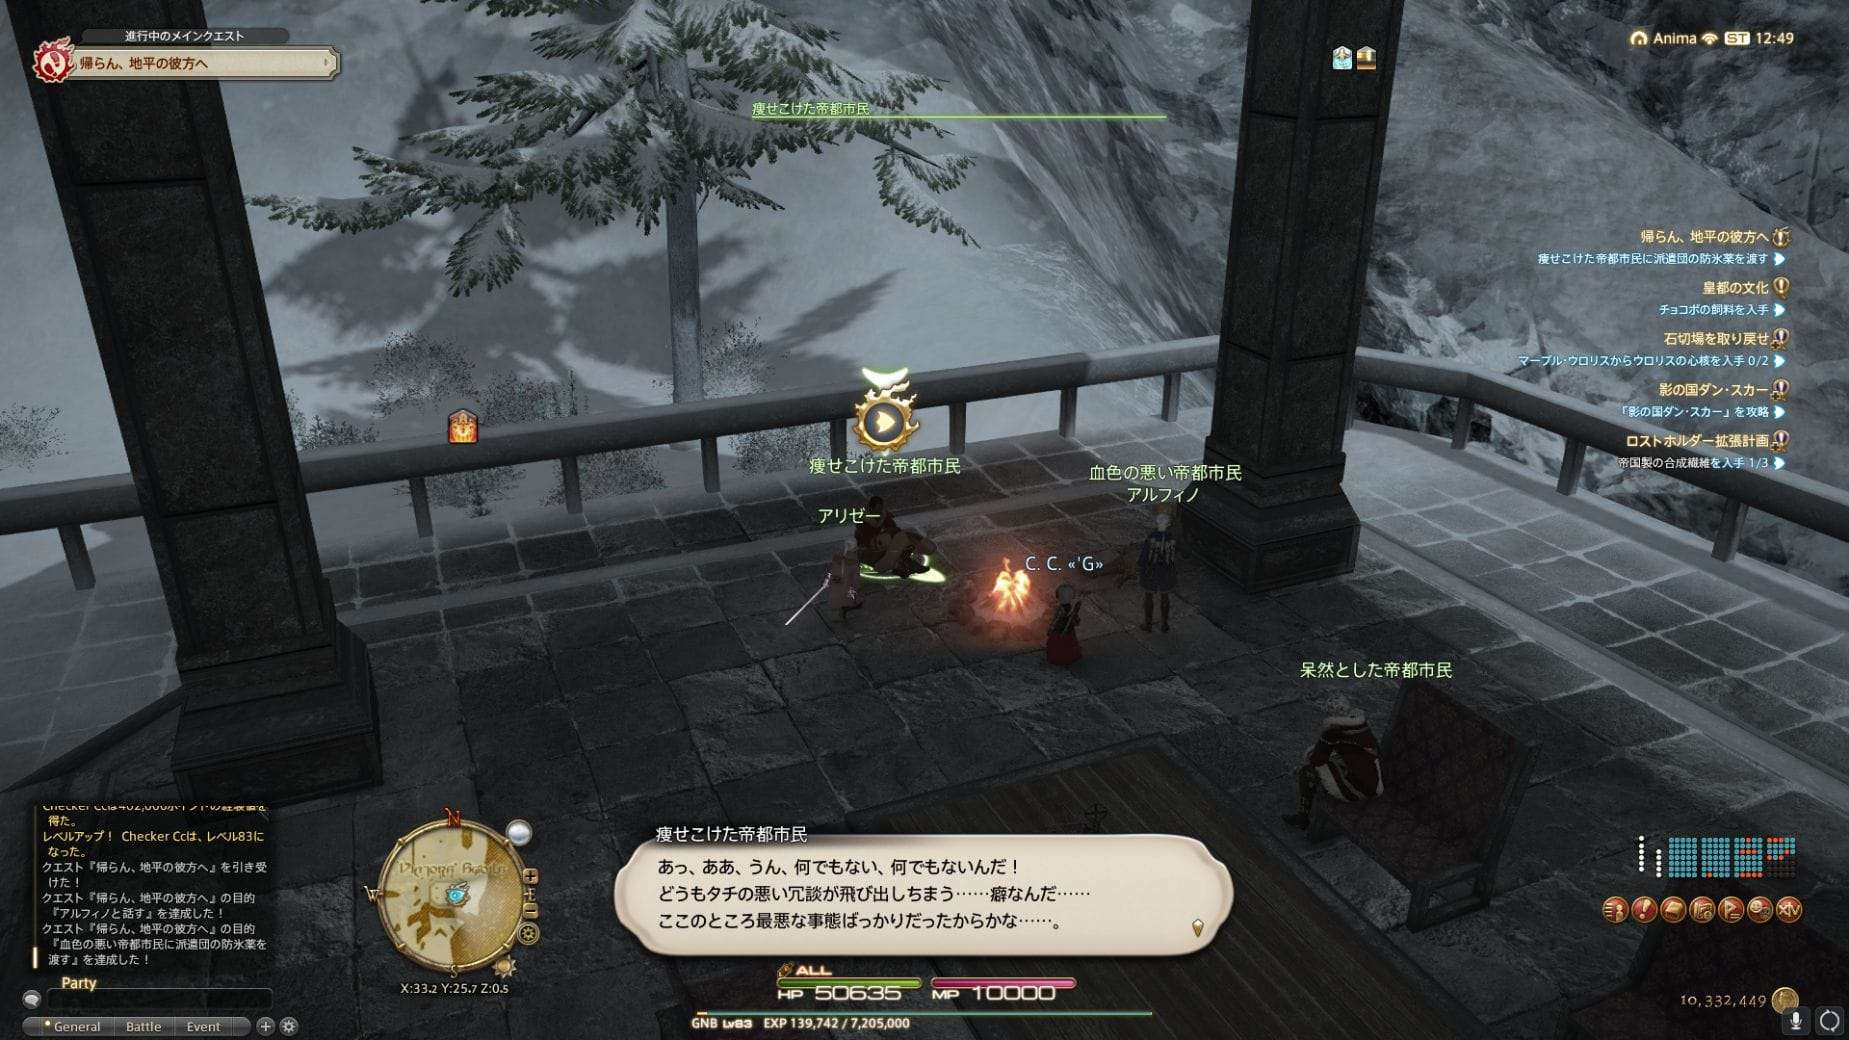 進行中のメインクエスト
帰らん、地平の彼方へ
Anima ST 12:49
痩せこけた帝都市民
帰らん、地平の彼方へ
痩せこけた帝都市民に派遣団の防氷薬を渡す
皇都の文化
チョコボの飼料を入手
石切場を取り戻せ
マーブル・ウロリスからウロリスの心核を入手 0/2
影の国ダン・スカー
「影の国ダン・スカー」を攻略
ロストホルダー拡張計画
帝国製の合成繊維を入手 1/3
痩せこけた帝都市民
血色の悪い帝都市民
アルフィノ
アリゼー
C. C. «'G»
呆然とした帝都市民
得た。
レベルアップ！ Checker Ccは、レベル83に
なった。
クエスト『帰らん、地平の彼方へ』を引き受
けた！
クエスト『帰らん、地平の彼方へ』の目的
『アルフィノと話す』を達成した！
クエスト『帰らん、地平の彼方へ』の目的
『血色の悪い帝都市民に派遣団の防氷薬を
渡す』を達成した！
Party
General Battle Event
N
W
S
X:33.2 Y:25.7 Z:0.5
痩せこけた帝都市民
あっ、ああ、うん、何でもない、何でもないんだ！
どうもタチの悪い冗談が飛び出しちまう……癖なんだ……
ここのところ最悪な事態ばっかりだったからかな……。
ALL
HP 50635 MP 10000
GNB Lv83 EXP 139,742 / 7,205,000
XIV
10,332,449